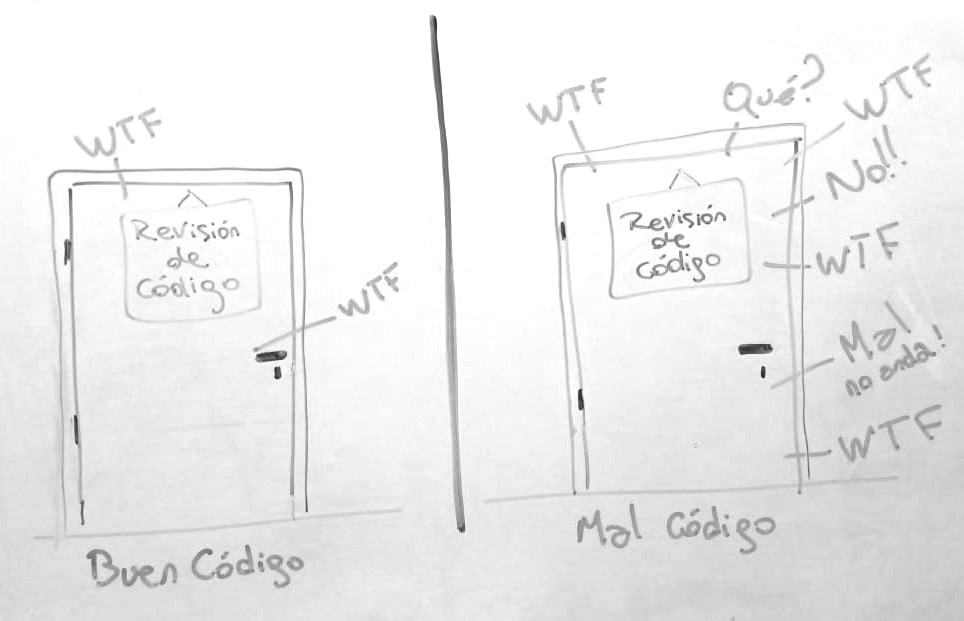 WTF
Revisión
de
Código
WTF
Buen Código
WTF
Qué?
WTF
No!!
Revisión
de
Código
WTF
Mal
no anda!
WTF
Mal Código